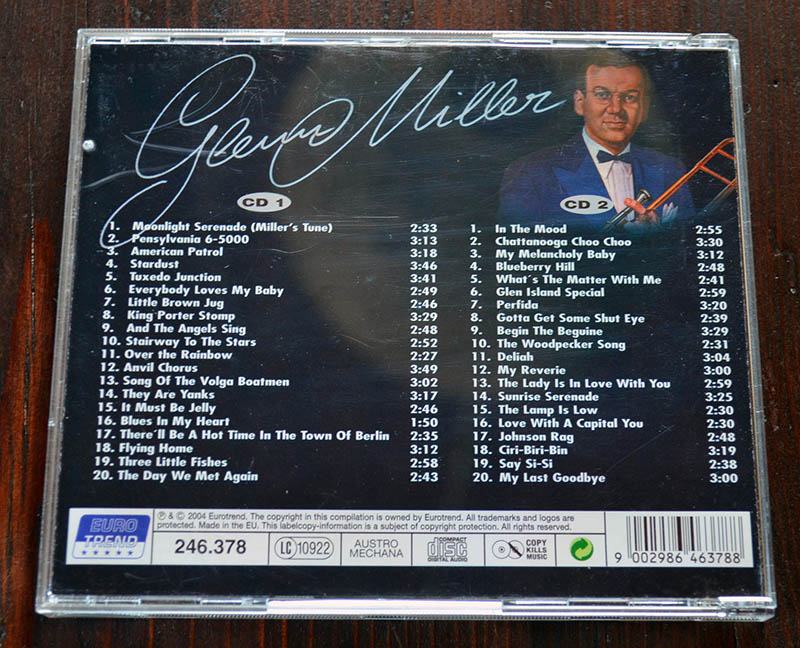 Glenn Miller
CD 1
1. Moonlight Serenade (Miller's Tune) 2:33
2. Pensylvania 6-5000 3:13
3. American Patrol 3:18
4. Stardust 3:46
5. Tuxedo Junction 3:41
6. Everybody Loves My Baby 2:49
7. Little Brown Jug 2:46
8. King Porter Stomp 3:29
9. And The Angels Sing 2:48
10. Stairway To The Stars 2:52
11. Over the Rainbow 2:27
12. Anvil Chorus 3:49
13. Song Of The Volga Boatmen 3:02
14. They Are Yanks 3:17
15. It Must Be Jelly 2:46
16. Blues In My Heart 1:50
17. There'll Be A Hot Time In The Town Of Berlin 2:35
18. Flying Home 3:12
19. Three Little Fishes 2:58
20. The Day We Met Again 2:43
CD 2
1. In The Mood 2:55
2. Chattanooga Choo Choo 3:30
3. My Melancholy Baby 3:12
4. Blueberry Hill 2:48
5. What's The Matter With Me 2:41
6. Glen Island Special 2:59
7. Perfida 3:20
8. Gotta Get Some Shut Eye 2:39
9. Begin The Beguine 3:29
10. The Woodpecker Song 2:31
11. Deliah 3:04
12. My Reverie 3:00
13. The Lady Is In Love With You 2:59
14. Sunrise Serenade 3:25
15. The Lamp Is Low 2:30
16. Love With A Capital You 2:30
17. Johnson Rag 2:48
18. Ciri-Biri-Bin 3:19
19. Say Si-Si 2:38
20. My Last Goodbye 3:00
EURO
TREND
℗ & © 2004 Eurotrend. The copyright in this compilation is owned by Eurotrend. All trademarks and logos are
protected. Made in the EU. This labelcopy-information is a subject of copyright protection. All rights reserved.
246.378
LC 10922
AUSTRO
MECHANA
COMPACT
disc
DIGITAL AUDIO
COPY
KILLS
MUSIC
9 002986 463788